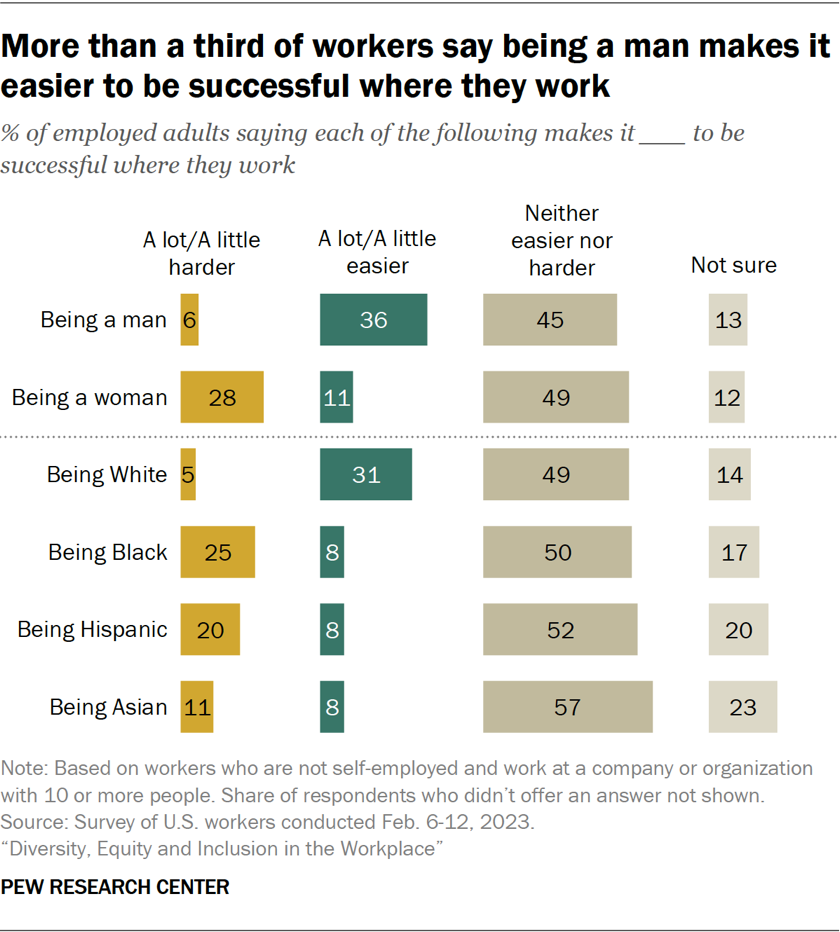 More than a third of workers say being a man makes it
easier to be successful where they work
% of employed adults saying each of the following makes it ____ to be
successful where they work
A lot/A little
harder
A lot/A little
easier
Neither
easier nor
harder
Not sure
Being a man 6 36 45 13
Being a woman 28 11 49 12
Being White 5 31 49 14
Being Black 25 8 50 17
Being Hispanic 20 8 52 20
Being Asian 11 8 57 23
Note: Based on workers who are not self-employed and work at a company or organization
with 10 or more people. Share of respondents who didn’t offer an answer not shown.
Source: Survey of U.S. workers conducted Feb. 6-12, 2023.
“Diversity, Equity and Inclusion in the Workplace”
PEW RESEARCH CENTER